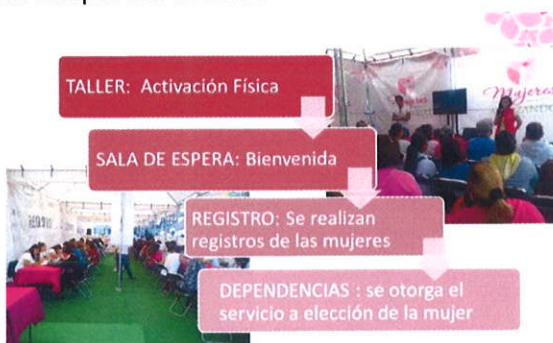 TALLER: Activación Física
SALA DE ESPERA: Bienvenida
REGISTRO: Se realizan
registros de las mujeres
DEPENDENCIAS : se otorga el
servicio a elección de la mujer
Mujeres